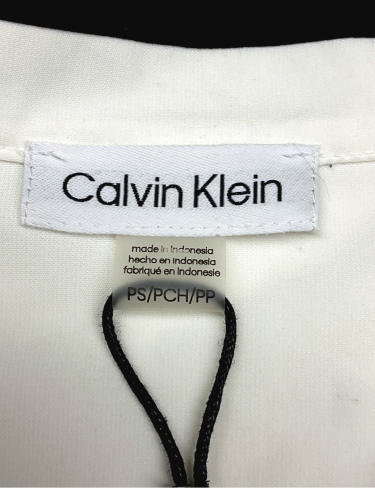 Calvin Klein
made in Indonesia
hecho en Indonesia
fabriqué en Indonesie
PS/PCH/PP